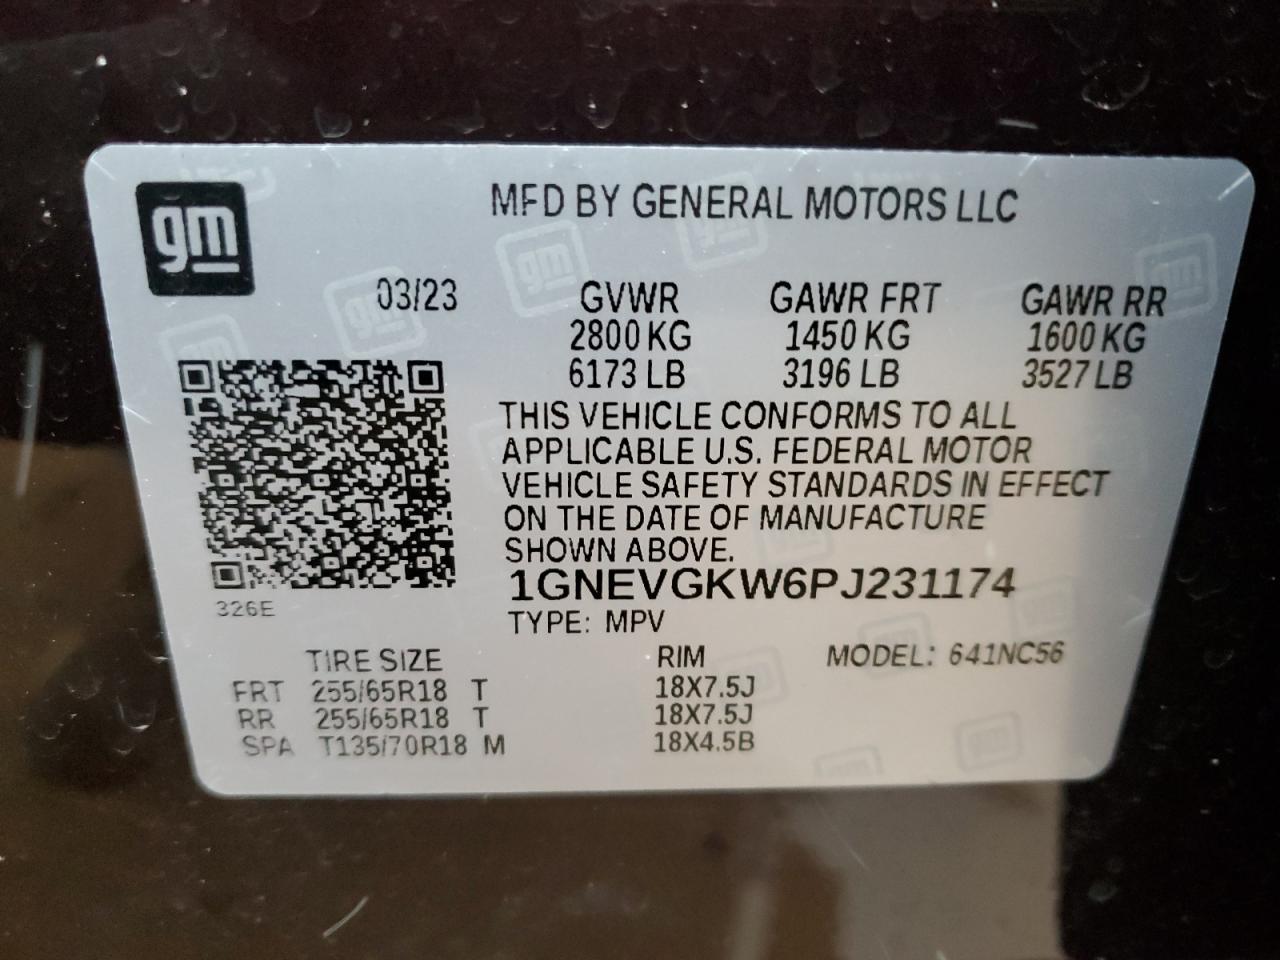 gm
MFD BY GENERAL MOTORS LLC
03/23 GVWR GAWR FRT GAWR RR
2800 KG 1450 KG 1600 KG
6173 LB 3196 LB 3527 LB
THIS VEHICLE CONFORMS TO ALL
APPLICABLE U.S. FEDERAL MOTOR
VEHICLE SAFETY STANDARDS IN EFFECT
ON THE DATE OF MANUFACTURE
SHOWN ABOVE.
1GNEVGKW6PJ231174
326E
TYPE: MPV
TIRE SIZE RIM MODEL: 641NC56
FRT 255/65R18 T 18X7.5J
RR 255/65R18 T 18X7.5J
SPA T135/70R18 M 18X4.5B